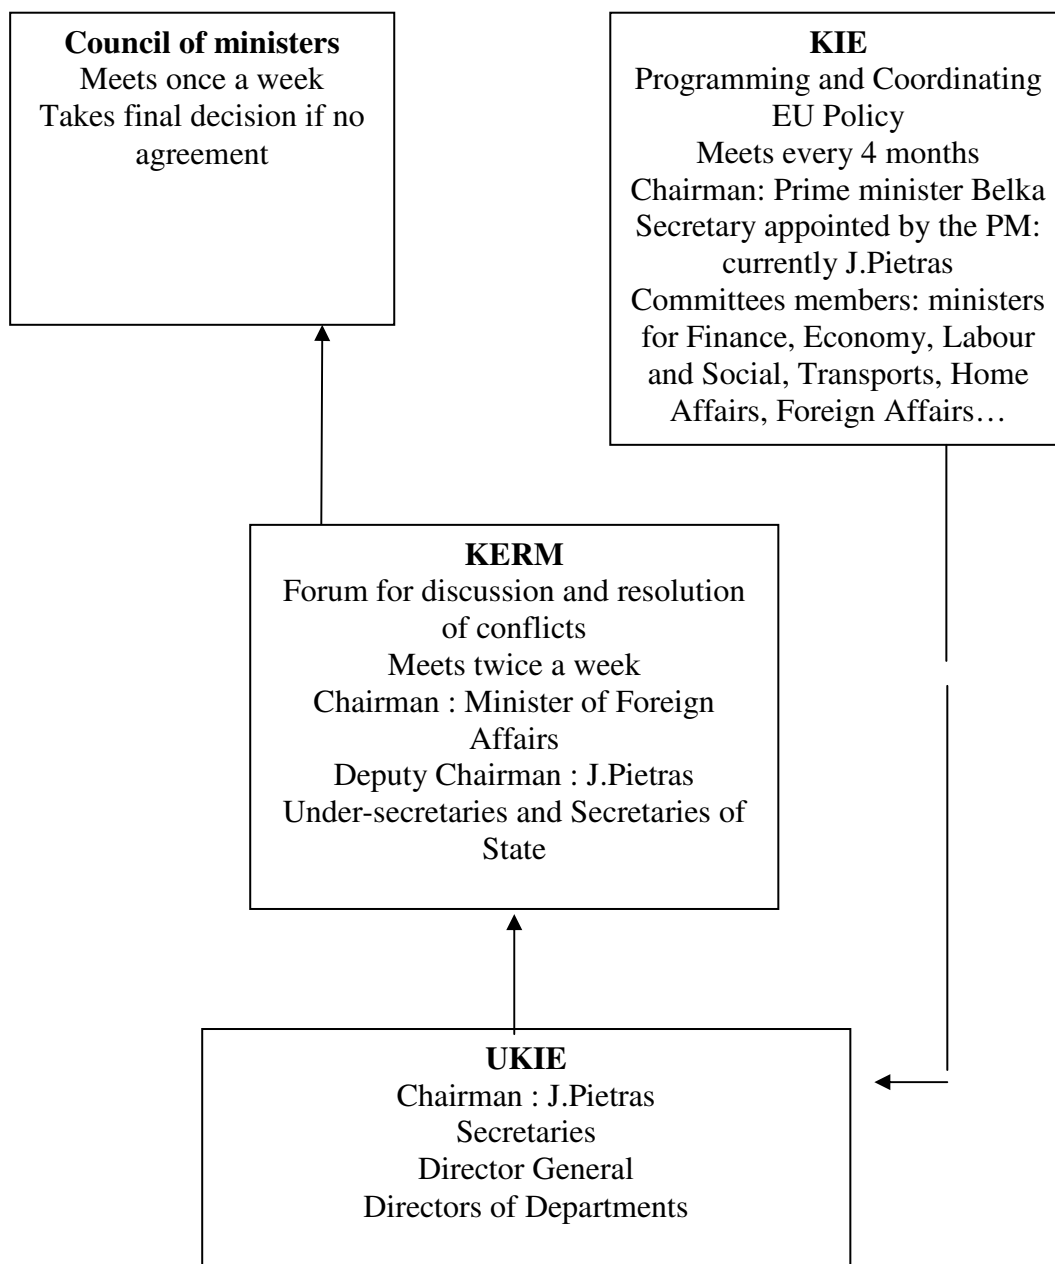 Council of ministers
Meets once a week
Takes final decision if no
agreement
KIE
Programming and Coordinating
EU Policy
Meets every 4 months
Chairman: Prime minister Belka
Secretary appointed by the PM:
currently J.Pietras
Committees members: ministers
for Finance, Economy, Labour
and Social, Transports, Home
Affairs, Foreign Affairs…
KERM
Forum for discussion and resolution
of conflicts
Meets twice a week
Chairman : Minister of Foreign
Affairs
Deputy Chairman : J.Pietras
Under-secretaries and Secretaries of
State
UKIE
Chairman : J.Pietras
Secretaries
Director General
Directors of Departments